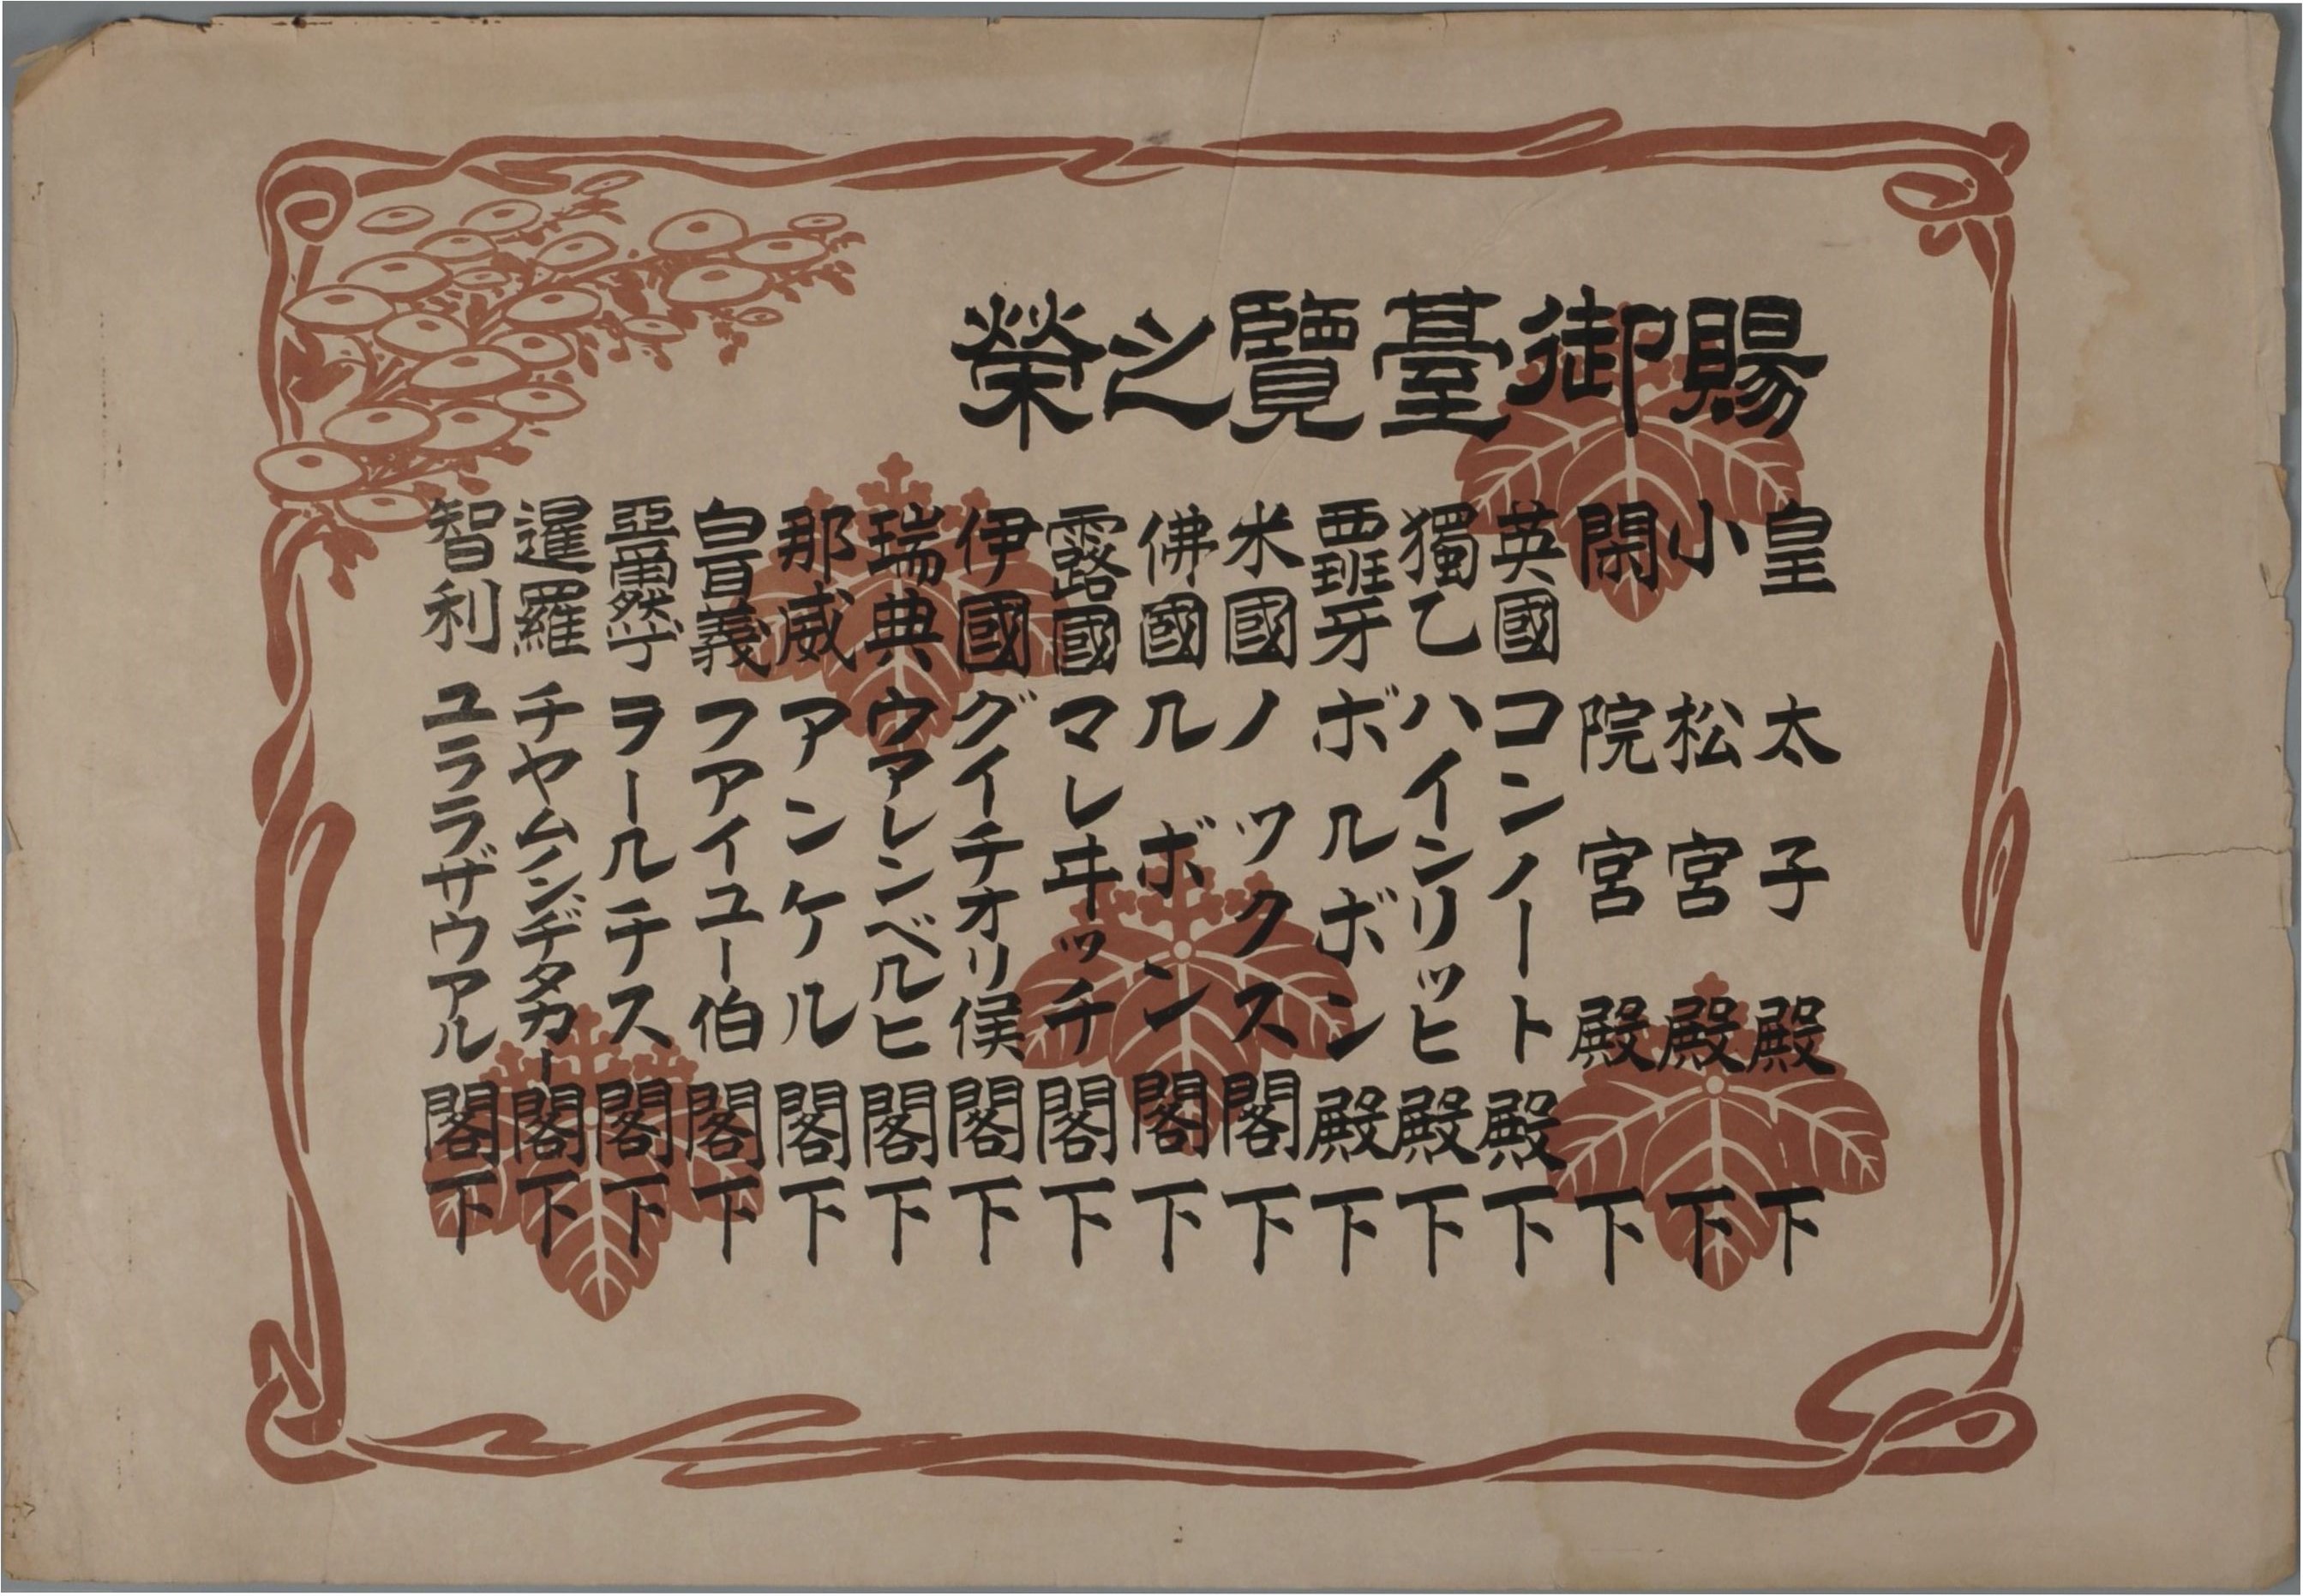 賜御臺覽之榮
皇太子殿下
小松宮殿下
閑院宮殿下
英國コンノート殿下
獨乙ハインリッヒ殿下
西班牙ボルボン殿下
米國ノックス閣下
佛國ルボン閣下
露國マレヰッチ閣下
伊國グイチオリ侯閣下
瑞典ウアレンベルヒ閣下
那威アンケル閣下
白耳義フアイユー伯閣下
亞爾然丁ヲールチス閣下
暹羅チヤムノンヂタカー閣下
智利ユララザウアル閣下